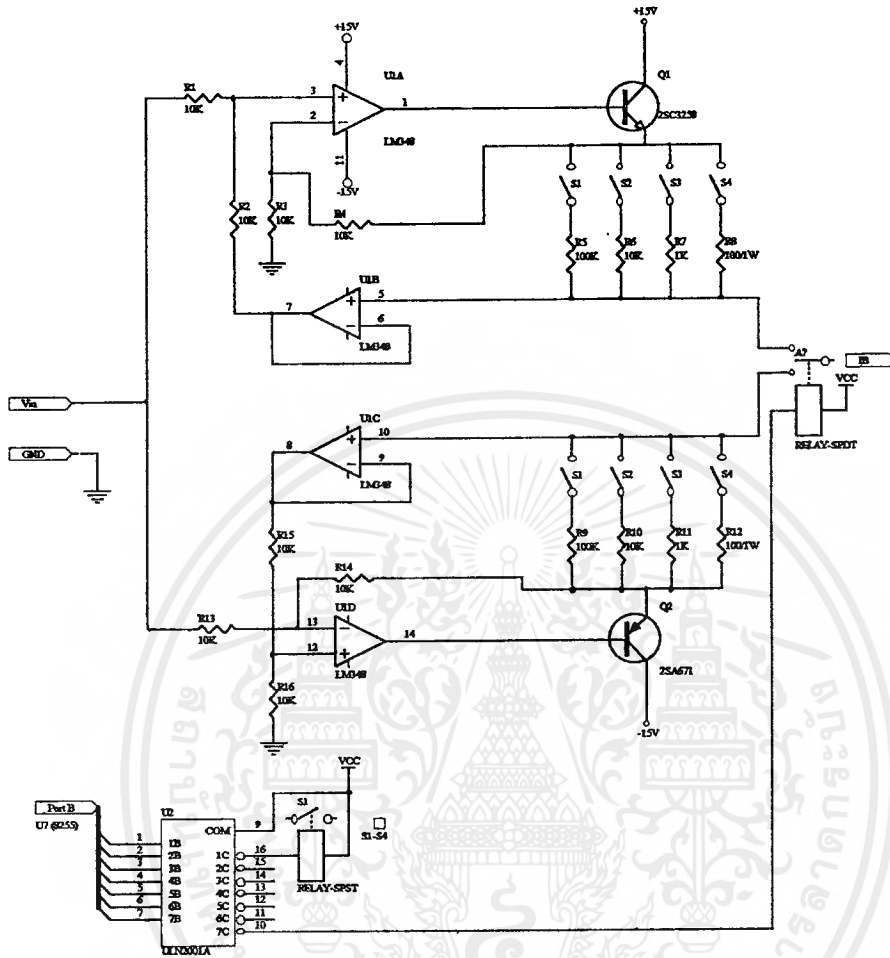 +15V
+15V
4
U1A
Q1
R1
3
1
10K
2
2SC3258
LM348
11
-15V
S1
S2
S3
S4
R2
10K
R3
10K
R4
10K
R5
100K
R6
10K
R7
1K
R8
100/1W
U1B
7
5
6
LM348
A?
IB
VCC
Vin
U1C
10
8
9
GND
LM348
RELAY-SPDT
S1
S2
S3
S4
R15
10K
R9
100K
R10
10K
R11
1K
R12
100/1W
R14
10K
Q2
R13
10K
U1D
13
14
12
2SA671
LM348
R16
10K
-15V
VCC
Port B
U7 (8255)
U2
S1
COM
9
S1-S4
1
1B
1C
16
2
2B
2C
15
3
3B
3C
14
4
4B
4C
13
5
5B
5C
12
6
6B
6C
11
7
7B
7C
10
RELAY-SPST
ULN2001A